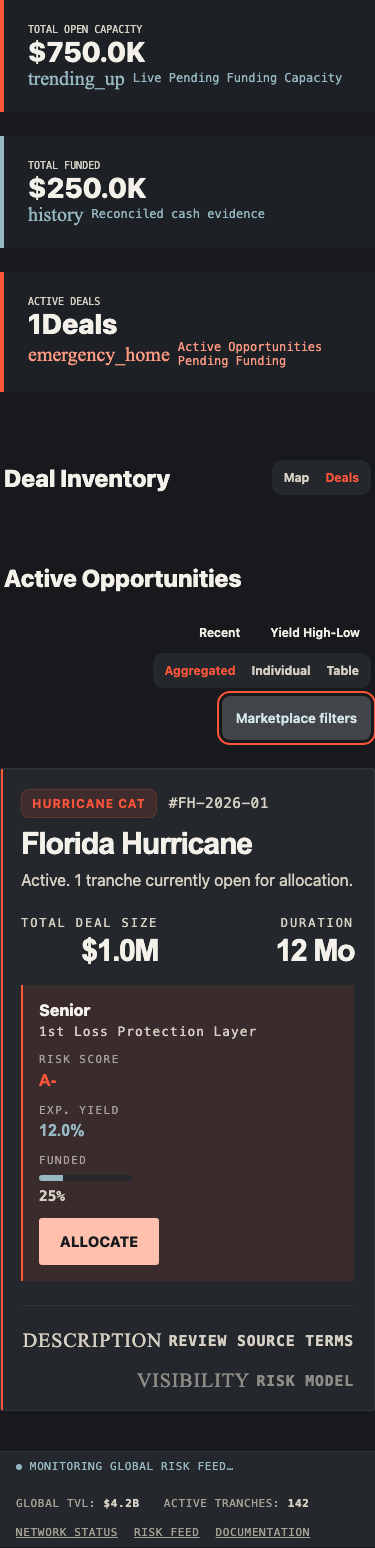 TOTAL OPEN CAPACITY
$750.0K
trending_up Live Pending Funding Capacity
TOTAL FUNDED
$250.0K
history Reconciled cash evidence
ACTIVE DEALS
1Deals
emergency_home Active Opportunities
Pending Funding
Deal Inventory
Map Deals
Active Opportunities
Recent Yield High-Low
Aggregated Individual Table
Marketplace filters
HURRICANE CAT #FH-2026-01
Florida Hurricane
Active. 1 tranche currently open for allocation.
TOTAL DEAL SIZE DURATION
$1.0M 12 Mo
Senior
1st Loss Protection Layer
RISK SCORE
A-
EXP. YIELD
12.0%
FUNDED
25%
ALLOCATE
DESCRIPTION REVIEW SOURCE TERMS
VISIBILITY RISK MODEL
MONITORING GLOBAL RISK FEED…
GLOBAL TVL: $4.2B ACTIVE TRANCHES: 142
NETWORK STATUS RISK FEED DOCUMENTATION